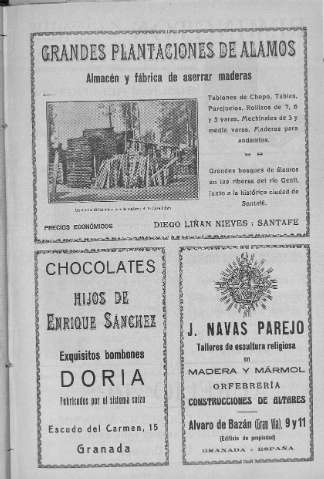 GRANDES PLANTACIONES DE ALAMOS
Almacén y fábrica de aserrar maderas
Tablones de Chopo, Tablas,
Parejuelos, Rollizos de 7, 6
y 5 varas. Mechinales de 3 y
media varas. Maderas para
andamios.
Grandes bosques de álamos
en las riberas del río Genil,
junto a la histórica ciudad de
Santafé.
PRECIOS ECONÓMICOS
DIEGO LIÑAN NIEVES : SANTAFE
CHOCOLATES
HIJOS DE
ENRIQUE SÁNCHEZ
Exquisitos bombones
DORIA
Fabricados por el sistema suizo
Escudo del Carmen, 15
Granada
J. NAVAS PAREJO
Talleres de escultura religiosa
en
MADERA Y MÁRMOL
ORFEBRERÍA
CONSTRUCCIONES DE ALTARES
Alvaro de Bazán (Gran Vía), 9 y 11
(Edificio de propiedad)
GRANADA - ESPAÑA